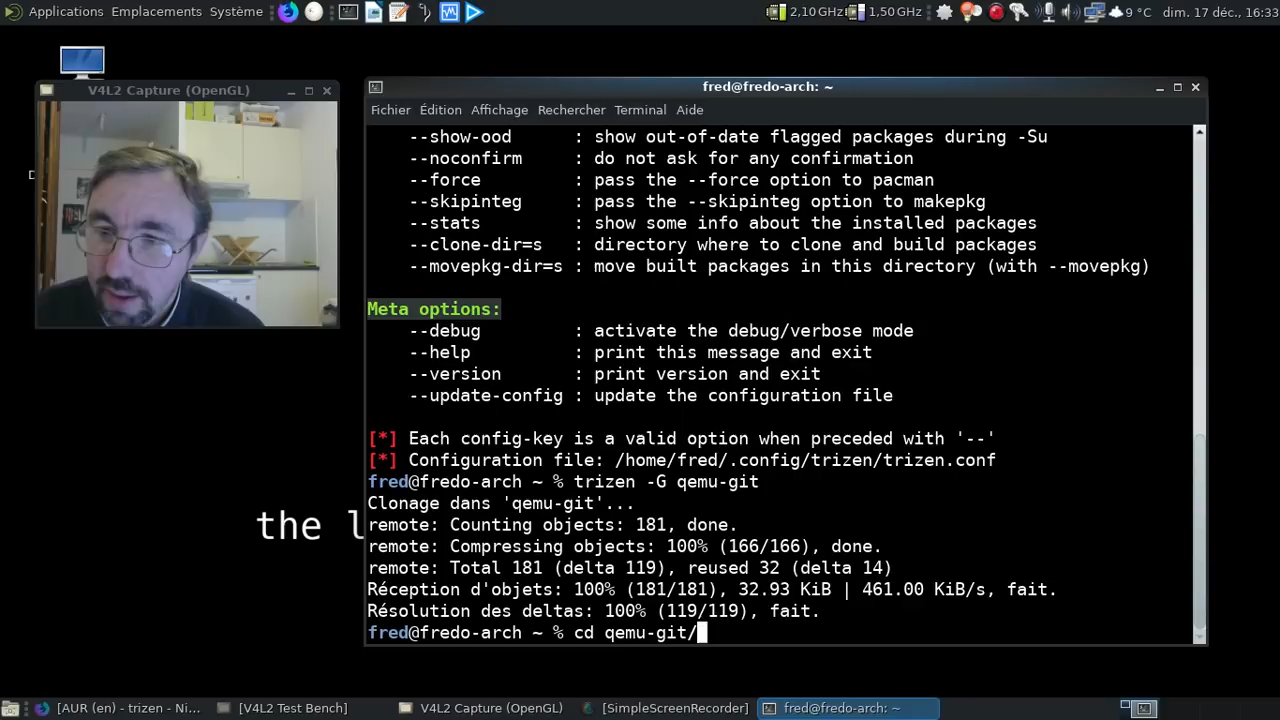 Applications Emplacements Système 2,10 GHz 1,50 GHz 9 °C dim. 17 déc., 16:33
V4L2 Capture (OpenGL)
fred@fredo-arch: ~
Fichier Édition Affichage Rechercher Terminal Aide
--show-ood : show out-of-date flagged packages during -Su
--noconfirm : do not ask for any confirmation
--force : pass the --force option to pacman
--skipinteg : pass the --skipinteg option to makepkg
--stats : show some info about the installed packages
--clone-dir=s : directory where to clone and build packages
--movepkg-dir=s : move built packages in this directory (with --movepkg)
Meta options:
--debug : activate the debug/verbose mode
--help : print this message and exit
--version : print version and exit
--update-config : update the configuration file
[*] Each config-key is a valid option when preceded with '--'
[*] Configuration file: /home/fred/.config/trizen/trizen.conf
fred@fredo-arch ~ % trizen -G qemu-git
Clonage dans 'qemu-git'...
remote: Counting objects: 181, done.
remote: Compressing objects: 100% (166/166), done.
remote: Total 181 (delta 119), reused 32 (delta 14)
Réception d'objets: 100% (181/181), 32.93 KiB | 461.00 KiB/s, fait.
Résolution des deltas: 100% (119/119), fait.
fred@fredo-arch ~ % cd qemu-git/
the l
[AUR (en) - trizen - Ni... [V4L2 Test Bench] V4L2 Capture (OpenGL) [SimpleScreenRecorder] fred@fredo-arch: ~